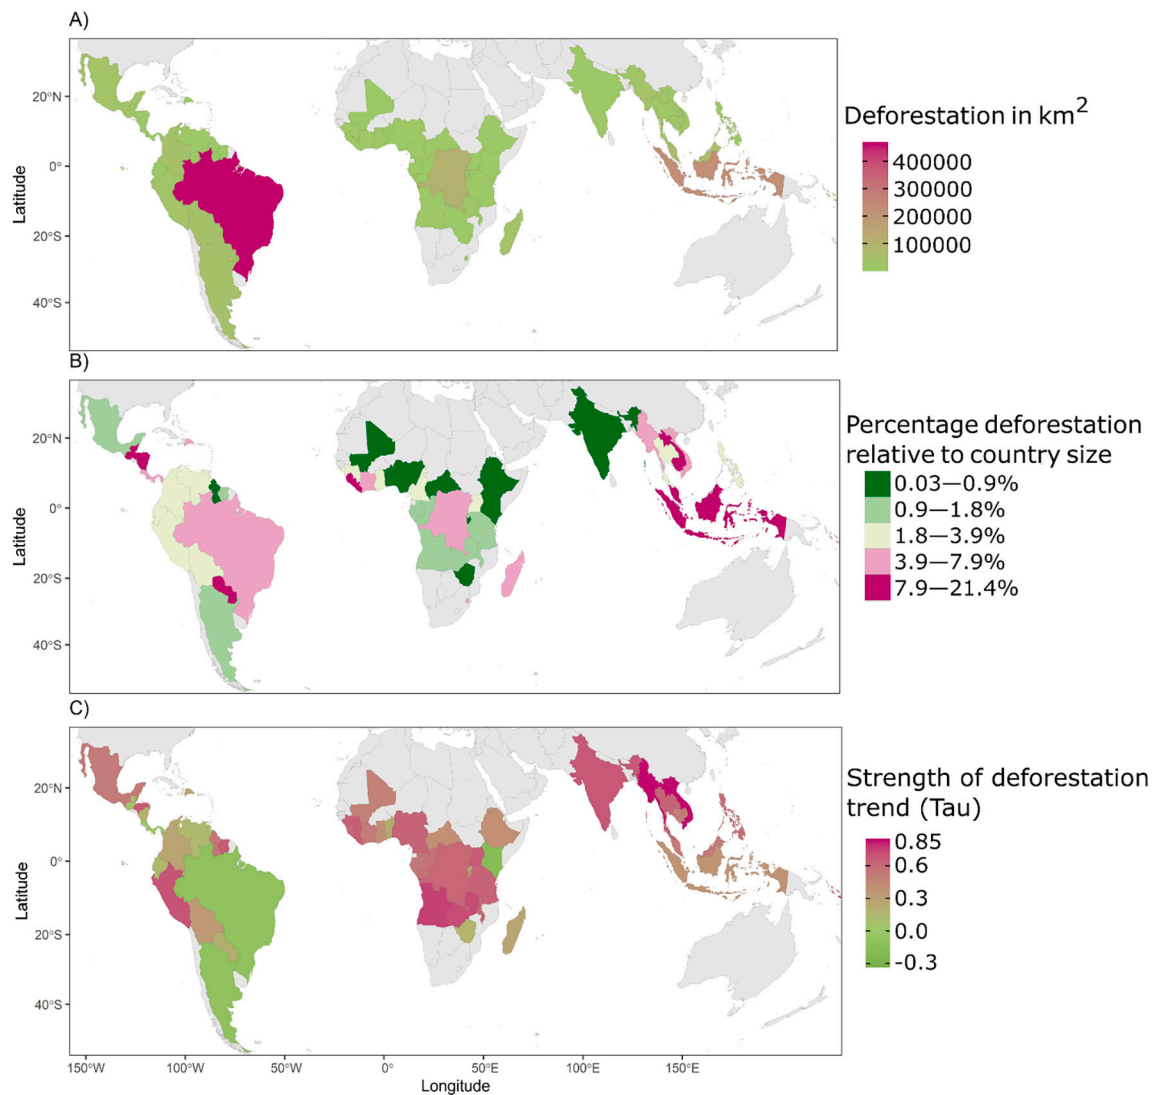 A)
20°N
0°
20°S
40°S
Latitude
Deforestation in km²
400000
300000
200000
100000
B)
20°N
0°
20°S
40°S
Latitude
Percentage deforestation
relative to country size
0.03—0.9%
0.9—1.8%
1.8—3.9%
3.9—7.9%
7.9—21.4%
C)
20°N
0°
20°S
40°S
Latitude
Strength of deforestation
trend (Tau)
0.85
0.6
0.3
0.0
-0.3
150°W 100°W 50°W 0° 50°E 100°E 150°E
Longitude